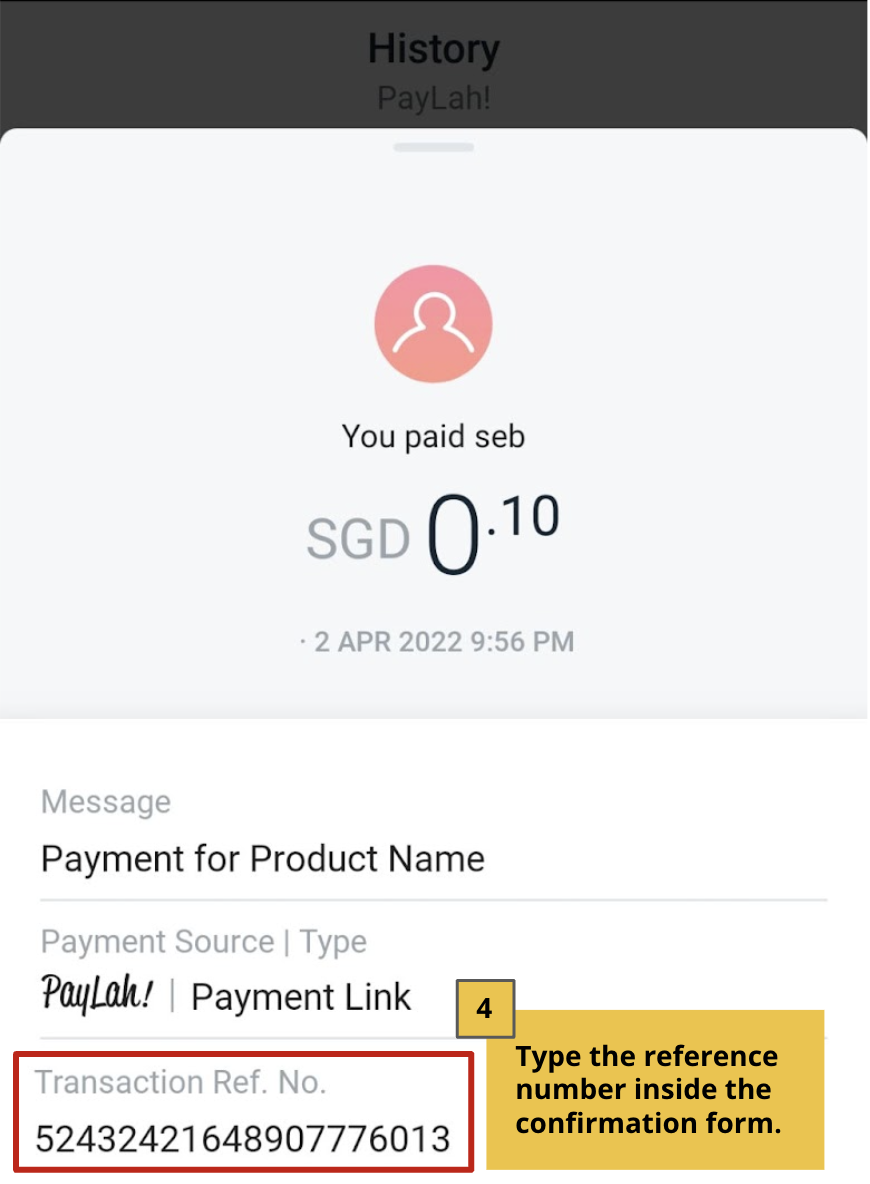 History
PayLah!
You paid seb
SGD 0.10
· 2 APR 2022 9:56 PM
Message
Payment for Product Name
Payment Source | Type
PayLah! | Payment Link
4
Type the reference
number inside the
confirmation form.
Transaction Ref. No.
52432421648907776013